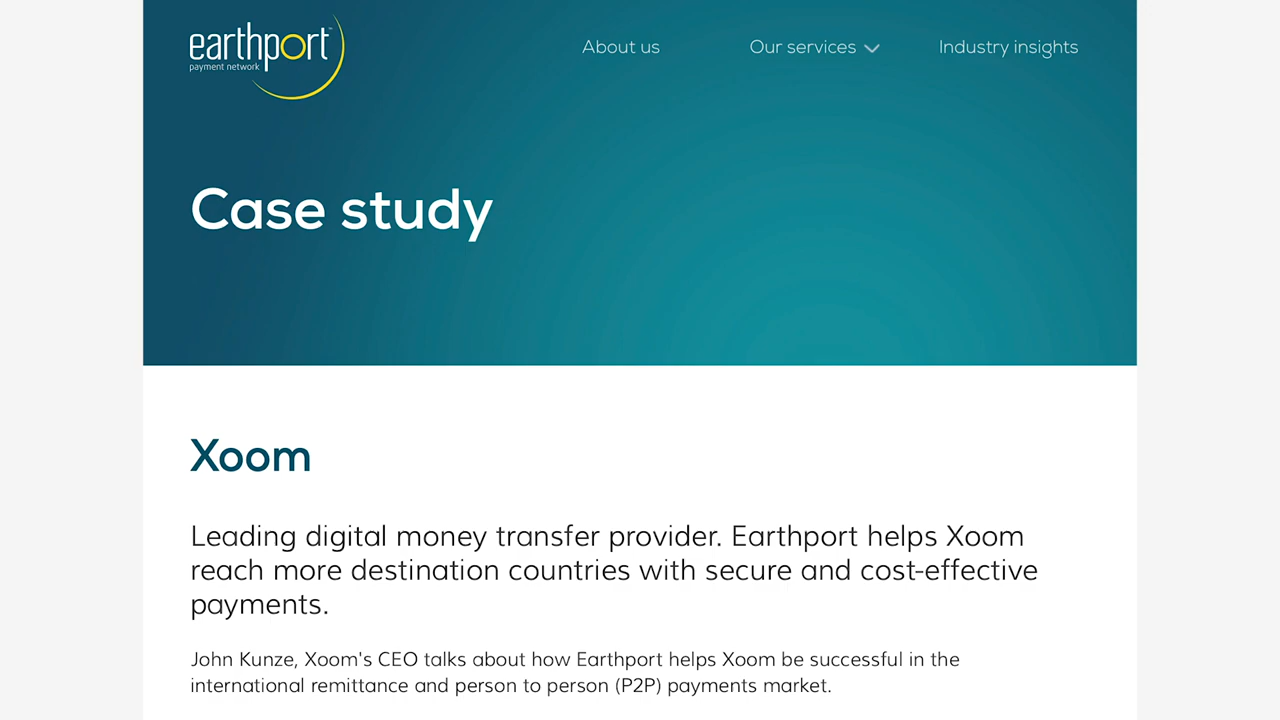 earthport™
payment network
About us
Our services
Industry insights
Case study
Xoom
Leading digital money transfer provider. Earthport helps Xoom
reach more destination countries with secure and cost-effective
payments.
John Kunze, Xoom's CEO talks about how Earthport helps Xoom be successful in the
international remittance and person to person (P2P) payments market.